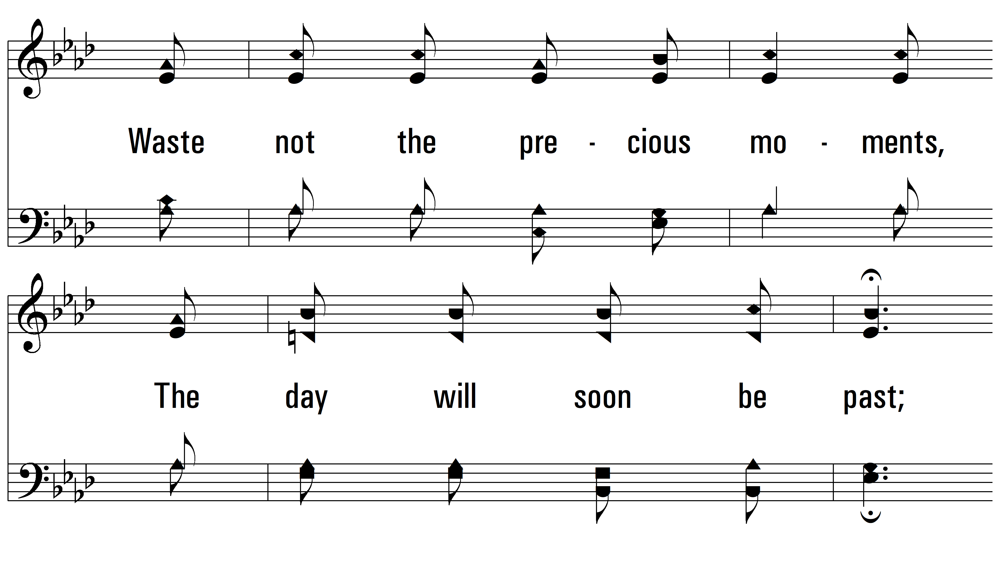 Waste not the pre - cious mo - ments,
The day will soon be past;